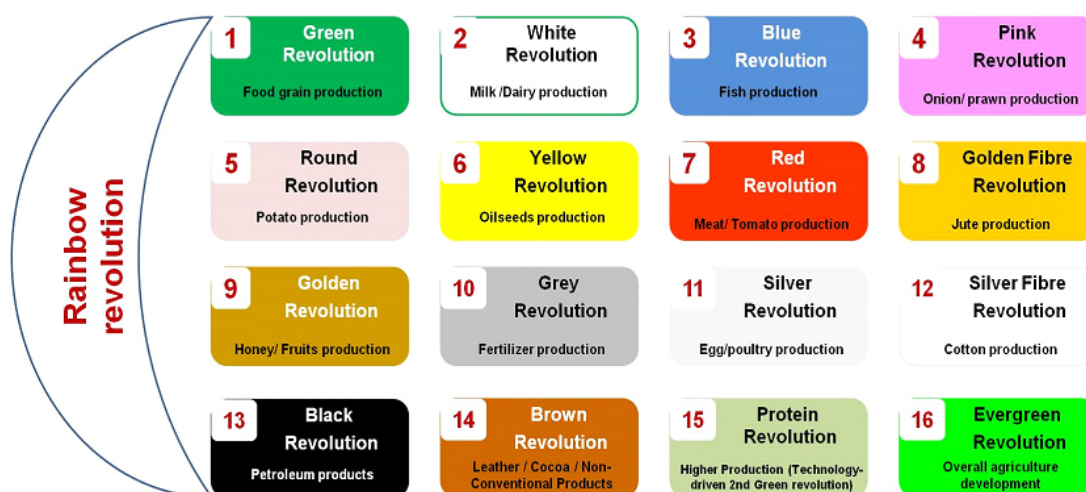 Rainbow
revolution
1
Green
Revolution
Food grain production
2
White
Revolution
Milk /Dairy production
3
Blue
Revolution
Fish production
4
Pink
Revolution
Onion/ prawn production
5
Round
Revolution
Potato production
6
Yellow
Revolution
Oilseeds production
7
Red
Revolution
Meat/ Tomato production
8
Golden Fibre
Revolution
Jute production
9
Golden
Revolution
Honey/ Fruits production
10
Grey
Revolution
Fertilizer production
11
Silver
Revolution
Egg/poultry production
12
Silver Fibre
Revolution
Cotton production
13
Black
Revolution
Petroleum products
14
Brown
Revolution
Leather / Cocoa / Non-
Conventional Products
15
Protein
Revolution
Higher Production (Technology-
driven 2nd Green revolution)
16
Evergreen
Revolution
Overall agriculture
development